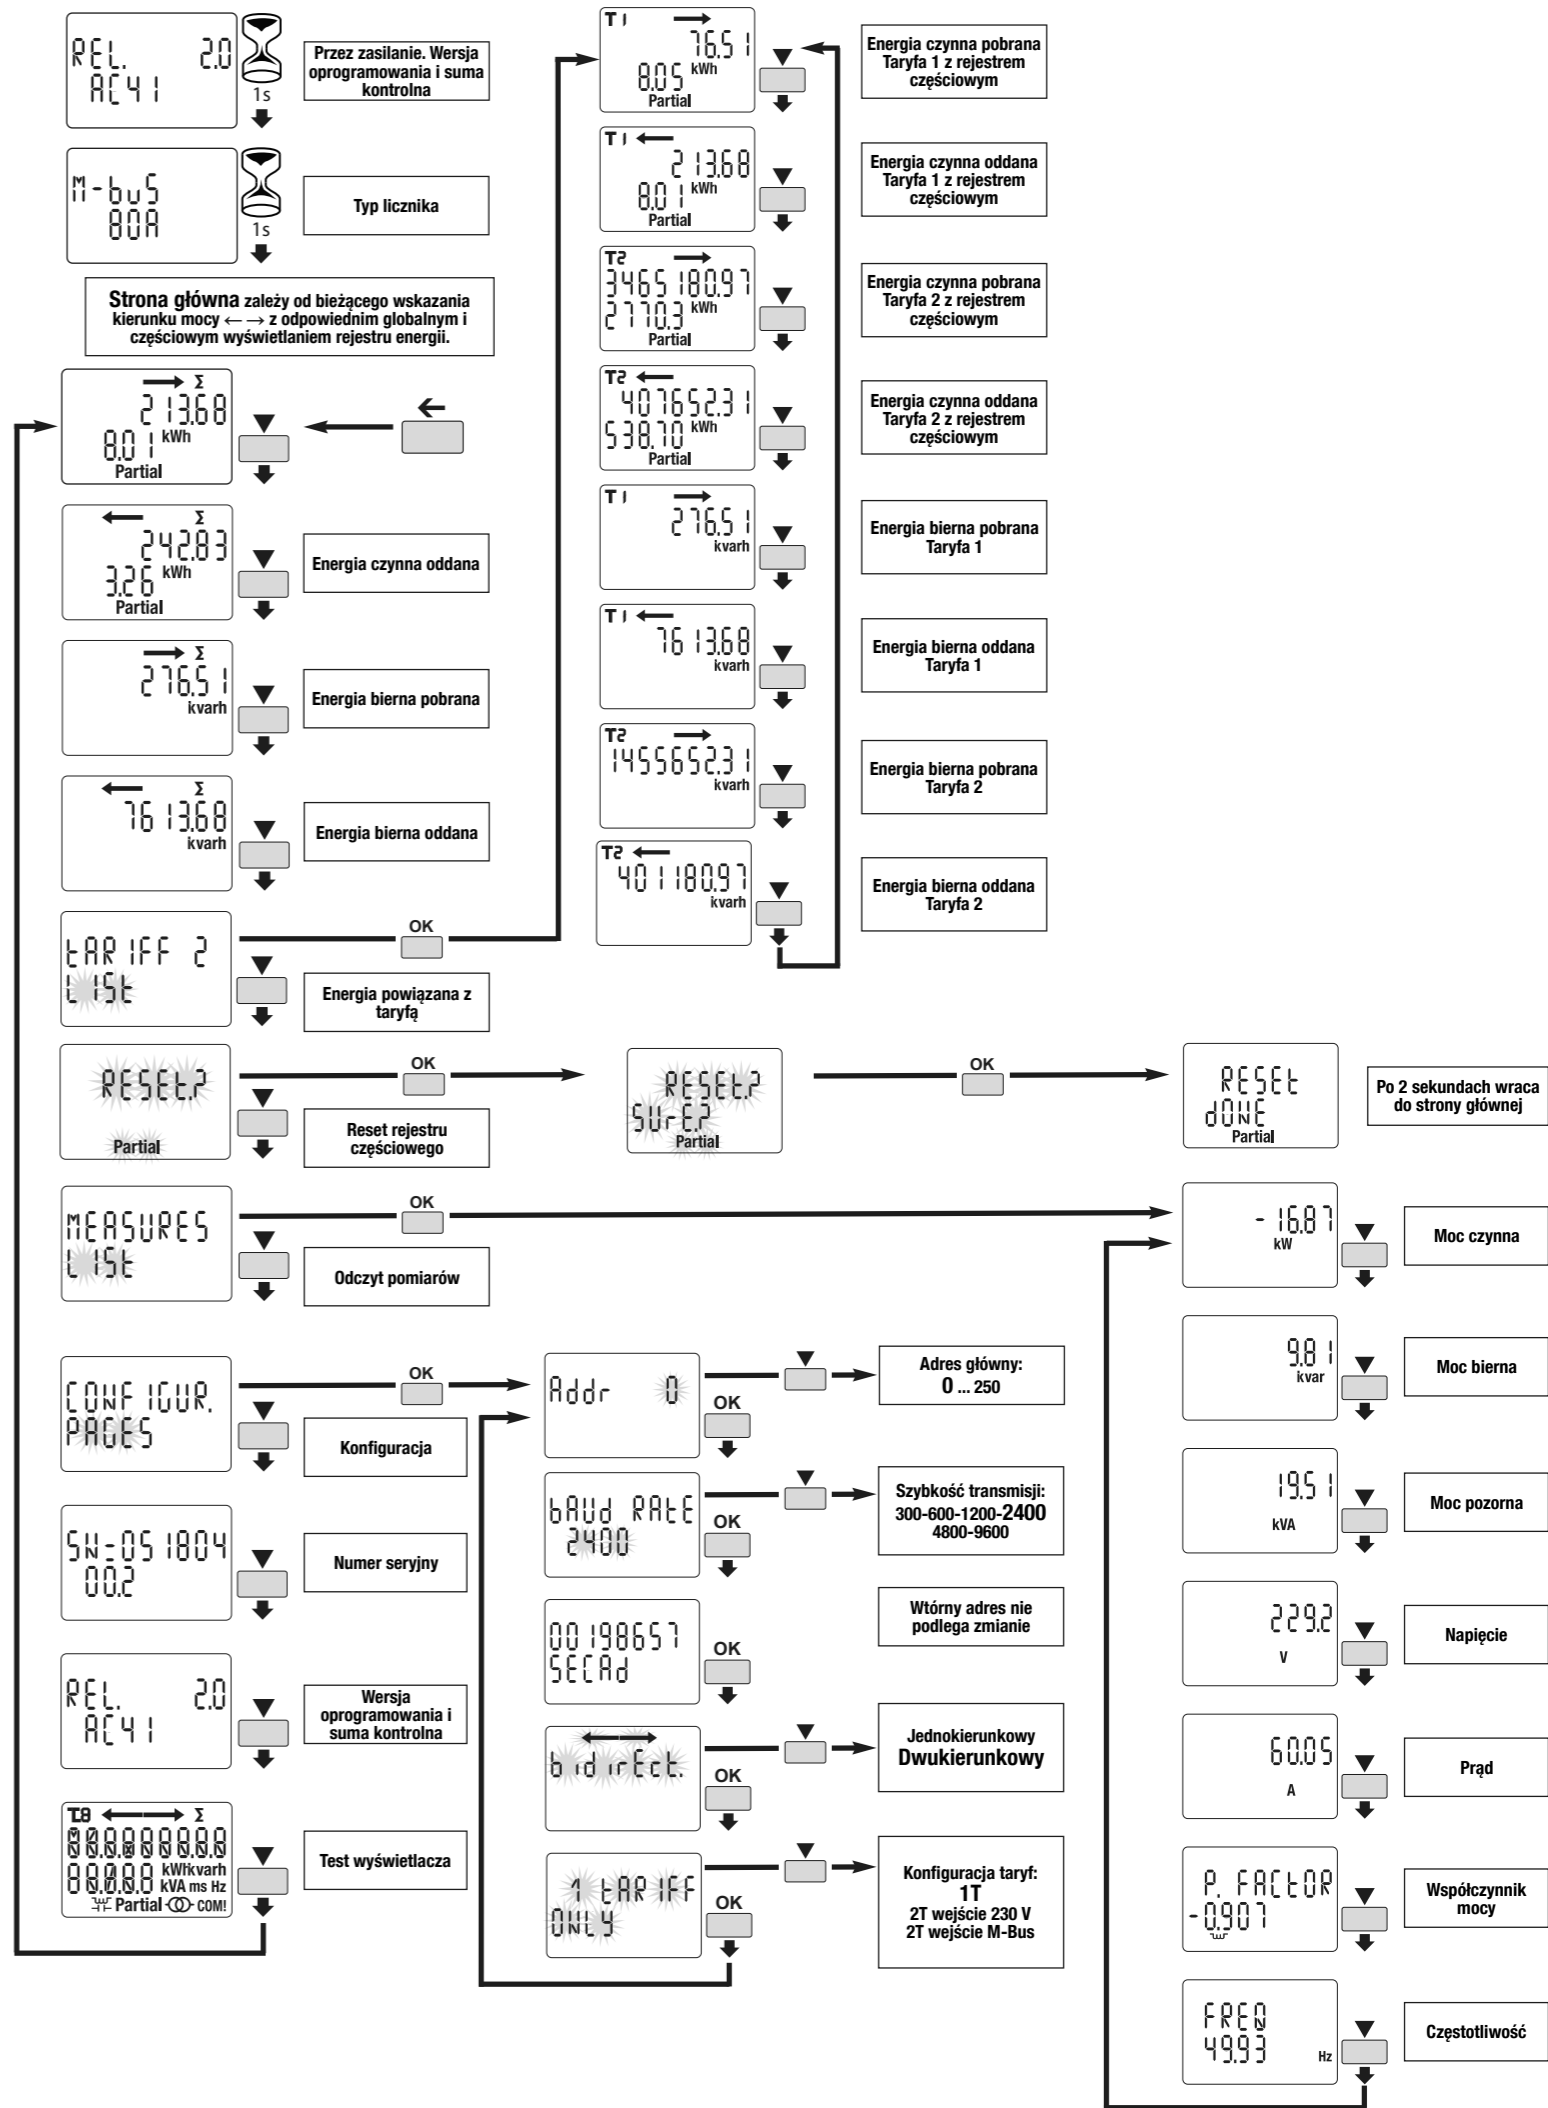 REL. 2.0
AC41
1s
Przez zasilanie. Wersja
oprogramowania i suma
kontrolna
M-buS
80A
1s
Typ licznika
Strona główna zależy od bieżącego wskazania
kierunku mocy ←→ z odpowiednim globalnym i
częściowym wyświetlaniem rejestru energii.
→ Σ
213.68
8.01 kWh
Partial
▼
←
← Σ
242.83
3.26 kWh
Partial
▼
Energia czynna oddana
→ Σ
276.51
kvarh
▼
Energia bierna pobrana
← Σ
7613.68
kvarh
▼
Energia bierna oddana
tARIFF 2
LISt
▼
OK
Energia powiązana z
taryfą
T1 →
76.51
8.05 kWh
Partial
▼
Energia czynna pobrana
Taryfa 1 z rejestrem
częściowym
T1 ←
213.68
8.01 kWh
Partial
▼
Energia czynna oddana
Taryfa 1 z rejestrem
częściowym
T2 →
3465180.97
2770.3 kWh
Partial
▼
Energia czynna pobrana
Taryfa 2 z rejestrem
częściowym
T2 ←
407652.31
538.70 kWh
Partial
▼
Energia czynna oddana
Taryfa 2 z rejestrem
częściowym
T1 →
276.51
kvarh
▼
Energia bierna pobrana
Taryfa 1
T1 ←
7613.68
kvarh
▼
Energia bierna oddana
Taryfa 1
T2 →
1455652.31
kvarh
▼
Energia bierna pobrana
Taryfa 2
T2 ←
401180.97
kvarh
▼
Energia bierna oddana
Taryfa 2
RESEt?
Partial
▼
OK
Reset rejestru
częściowego
RESEt?
SUrE?
Partial
OK
RESEt
dONE
Partial
Po 2 sekundach wraca
do strony głównej
MEASURES
LISt
▼
OK
Odczyt pomiarów
-16.87
kW
▼
Moc czynna
9.81
kvar
▼
Moc bierna
19.51
kVA
▼
Moc pozorna
229.2
V
▼
Napięcie
60.05
A
▼
Prąd
P. FACtOR
-0.907
▼
Współczynnik
mocy
FREQ
49.93 Hz
▼
Częstotliwość
CONFIGUR.
PAGES
▼
OK
Konfiguracja
Addr 0
OK
▼
Adres główny:
0 ... 250
bAUd RAtE
2400
OK
▼
Szybkość transmisji:
300-600-1200-2400
4800-9600
00198657
SECAd
OK
Wtórny adres nie
podlega zmianie
←→
bidirEct.
OK
▼
Jednokierunkowy
Dwukierunkowy
1 tARIFF
ONLY
OK
▼
Konfiguracja taryf:
1T
2T wejście 230 V
2T wejście M-Bus
SN=051804
00.2
▼
Numer seryjny
REL. 2.0
AC41
▼
Wersja
oprogramowania i
suma kontrolna
T.8 ←→ Σ
kWhkvarh
kVA ms Hz
Partial COM!
▼
Test wyświetlacza